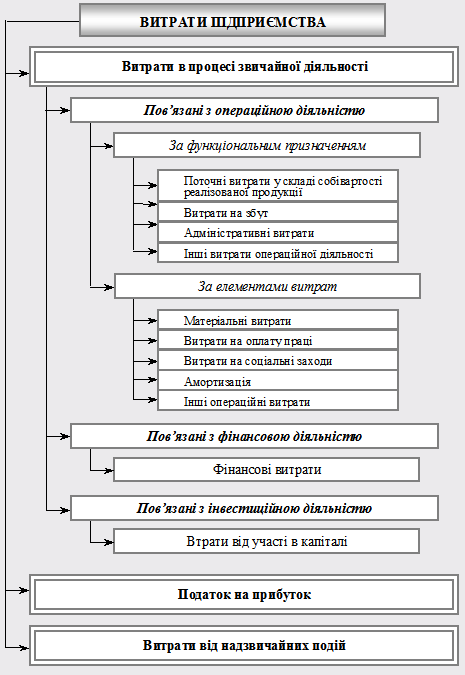 ВИТРАТИ ПІДПРИЄМСТВА
Витрати в процесі звичайної діяльності
Пов’язані з операційною діяльністю
За функціональним призначенням
Поточні витрати у складі собівартості
реалізованої продукції
Витрати на збут
Адміністративні витрати
Інші витрати операційної діяльності
За елементами витрат
Матеріальні витрати
Витрати на оплату праці
Витрати на соціальні заходи
Амортизація
Інші операційні витрати
Пов’язані з фінансовою діяльністю
Фінансові витрати
Пов’язані з інвестиційною діяльністю
Втрати від участі в капіталі
Податок на прибуток
Витрати від надзвичайних подій